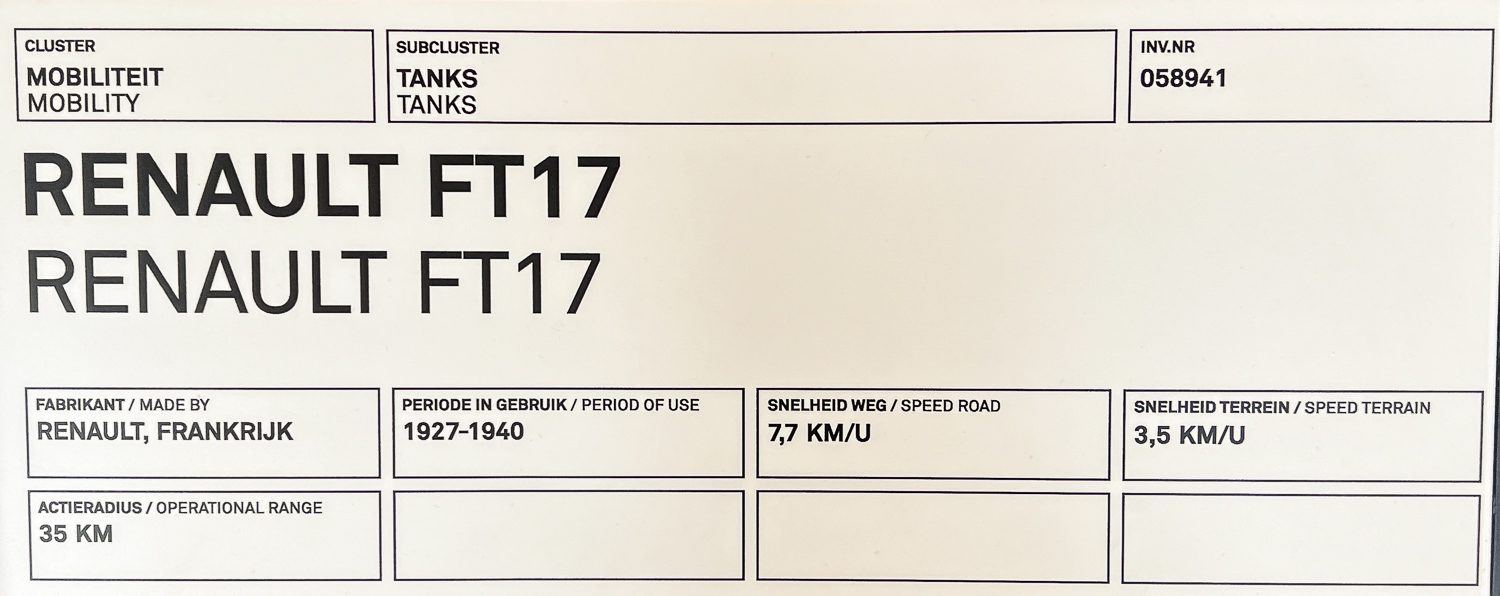 CLUSTER
MOBILITEIT
MOBILITY
SUBCLUSTER
TANKS
TANKS
INV.NR
058941
RENAULT FT17
RENAULT FT17
FABRIKANT / MADE BY
RENAULT, FRANKRIJK
PERIODE IN GEBRUIK / PERIOD OF USE
1927-1940
SNELHEID WEG / SPEED ROAD
7,7 KM/U
SNELHEID TERREIN / SPEED TERRAIN
3,5 KM/U
ACTIERADIUS / OPERATIONAL RANGE
35 KM